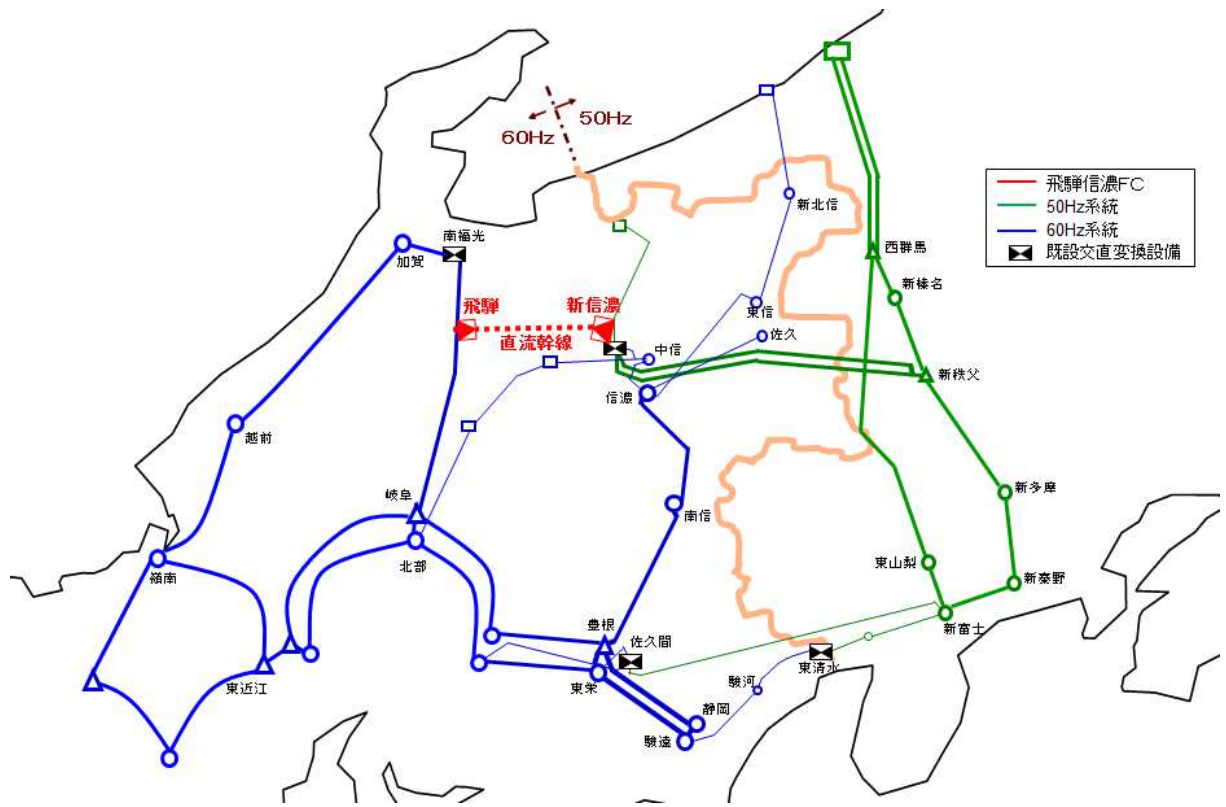 50Hz
60Hz
飛騨信濃FC
50Hz系統
60Hz系統
既設交直変換設備
新北信
南福光
加賀
西群馬
新榛名
飛騨
新信濃
東信
佐久
直流幹線
中信
新秩父
信濃
越前
岐阜
南信
新多摩
北部
嶺南
東山梨
新秦野
新富士
豊根
佐久間
東清水
東近江
東栄
駿河
静岡
駿遠